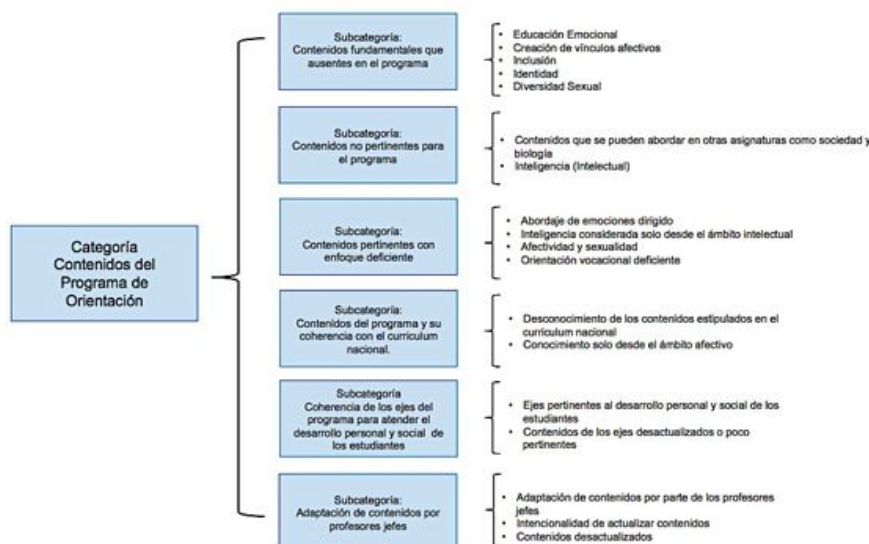 Categoría
Contenidos del
Programa de
Orientación
Subcategoría:
Contenidos fundamentales que
ausentes en el programa
• Educación Emocional
• Creación de vínculos afectivos
• Inclusión
• Identidad
• Diversidad Sexual
Subcategoría:
Contenidos no pertinentes para
el programa
• Contenidos que se pueden abordar en otras asignaturas como sociedad y
biología
• Inteligencia (Intelectual)
Subcategoría:
Contenidos pertinentes con
enfoque deficiente
• Abordaje de emociones dirigido
• Inteligencia considerada solo desde el ámbito intelectual
• Afectividad y sexualidad
• Orientación vocacional deficiente
Subcategoría:
Contenidos del programa y su
coherencia con el curriculum
nacional.
• Desconocimiento de los contenidos estipulados en el
curriculum nacional
• Conocimiento solo desde el ámbito afectivo
Subcategoría
Coherencia de los ejes del
programa para atender el
desarrollo personal y social de
los estudiantes
• Ejes pertinentes al desarrollo personal y social de los
estudiantes
• Contenidos de los ejes desactualizados o poco
pertinentes
Subcategoría:
Adaptación de contenidos por
profesores jefes
• Adaptación de contenidos por parte de los profesores
jefes
• Intencionalidad de actualizar contenidos
• Contenidos desactualizados